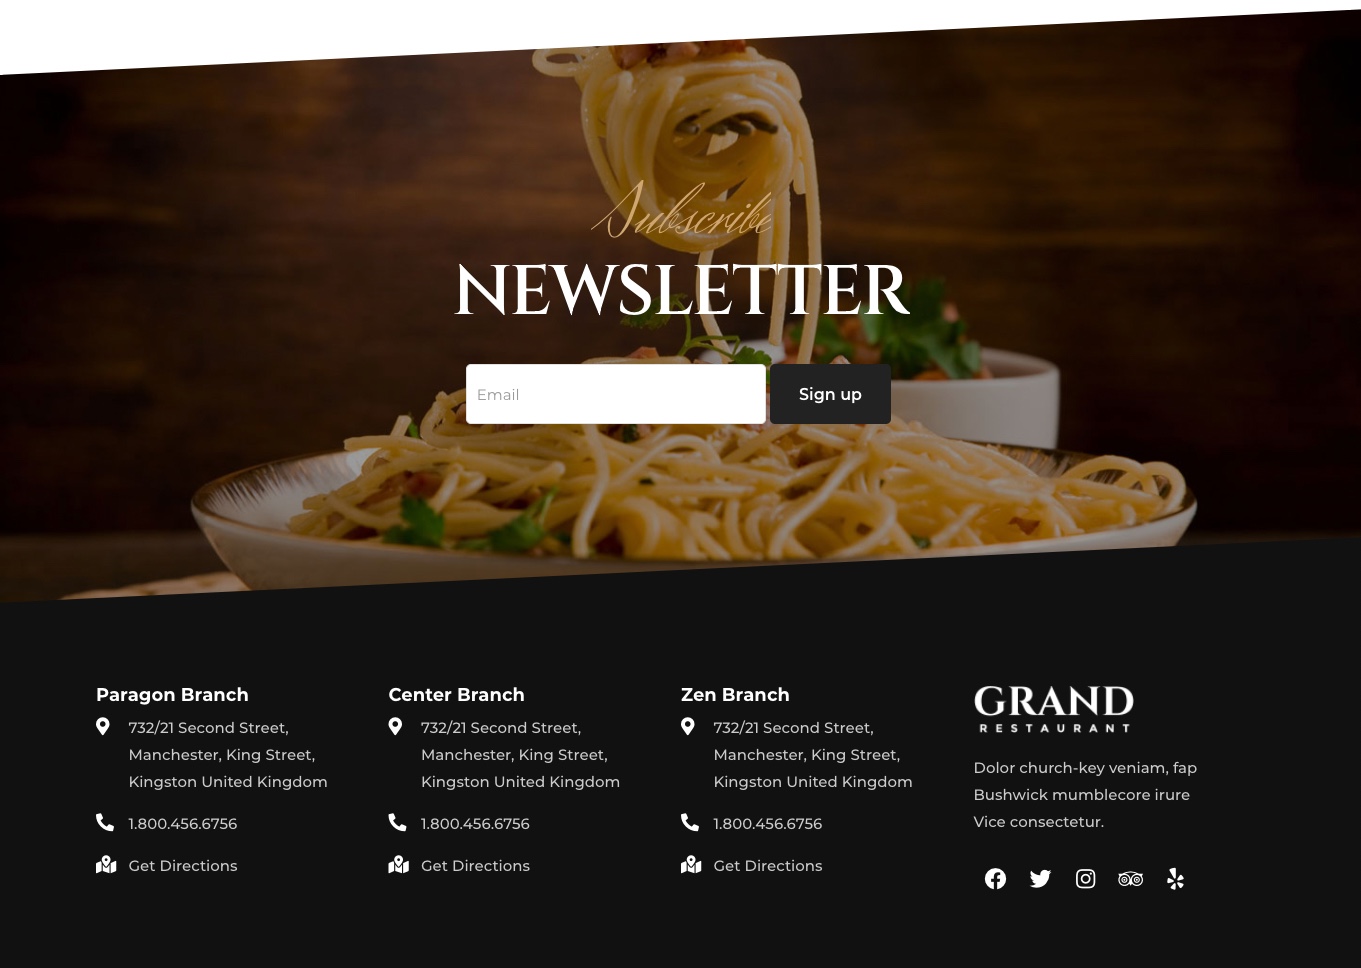 Subscribe
NEWSLETTER
Email
Sign up
Paragon Branch
732/21 Second Street,
Manchester, King Street,
Kingston United Kingdom
1.800.456.6756
Get Directions
Center Branch
732/21 Second Street,
Manchester, King Street,
Kingston United Kingdom
1.800.456.6756
Get Directions
Zen Branch
732/21 Second Street,
Manchester, King Street,
Kingston United Kingdom
1.800.456.6756
Get Directions
GRAND
RESTAURANT
Dolor church-key veniam, fap
Bushwick mumblecore irure
Vice consectetur.